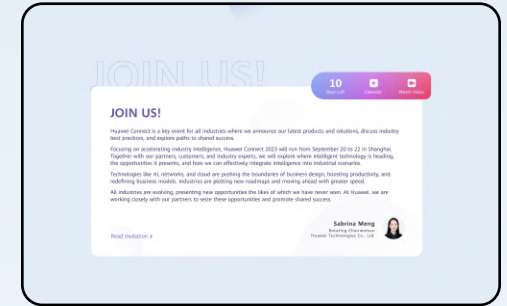 JOIN US!
10
Days Left
Calendar
Watch Video
JOIN US!
Huawei Connect is a key event for all industries where we announce our latest products and solutions, discuss industry
best practices, and explore paths to shared success.
Focusing on accelerating industry intelligence, Huawei Connect 2023 will run from September 20 to 22 in Shanghai.
Together with our partners, customers, and industry experts, we will explore where intelligent technology is heading,
the opportunities it presents, and how we can effectively integrate intelligence into industrial scenarios.
Technologies like AI, networks, and cloud are pushing the boundaries of business design, boosting productivity, and
redefining business models. Industries are plotting new roadmaps and moving ahead with greater speed.
All industries are evolving, presenting new opportunities the likes of which we have never seen. At Huawei, we are
working closely with our partners to seize these opportunities and promote shared success.
Sabrina Meng
Rotating Chairwoman
Huawei Technologies Co., Ltd.
Read Invitation >